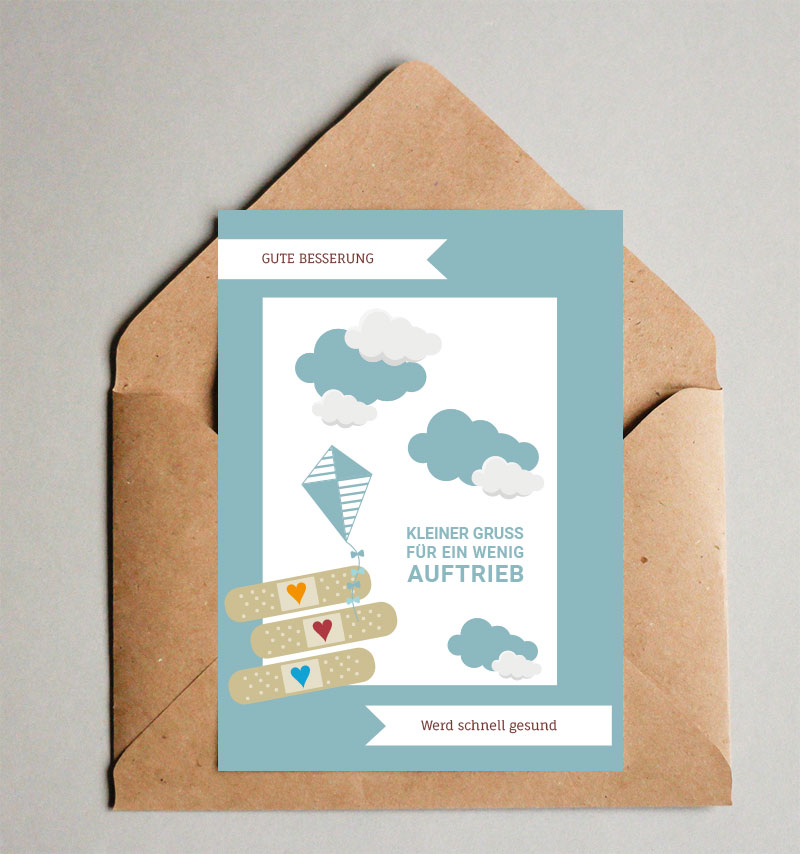 GUTE BESSERUNG
KLEINER GRUSS
FÜR EIN WENIG
AUFTRIEB
Werd schnell gesund